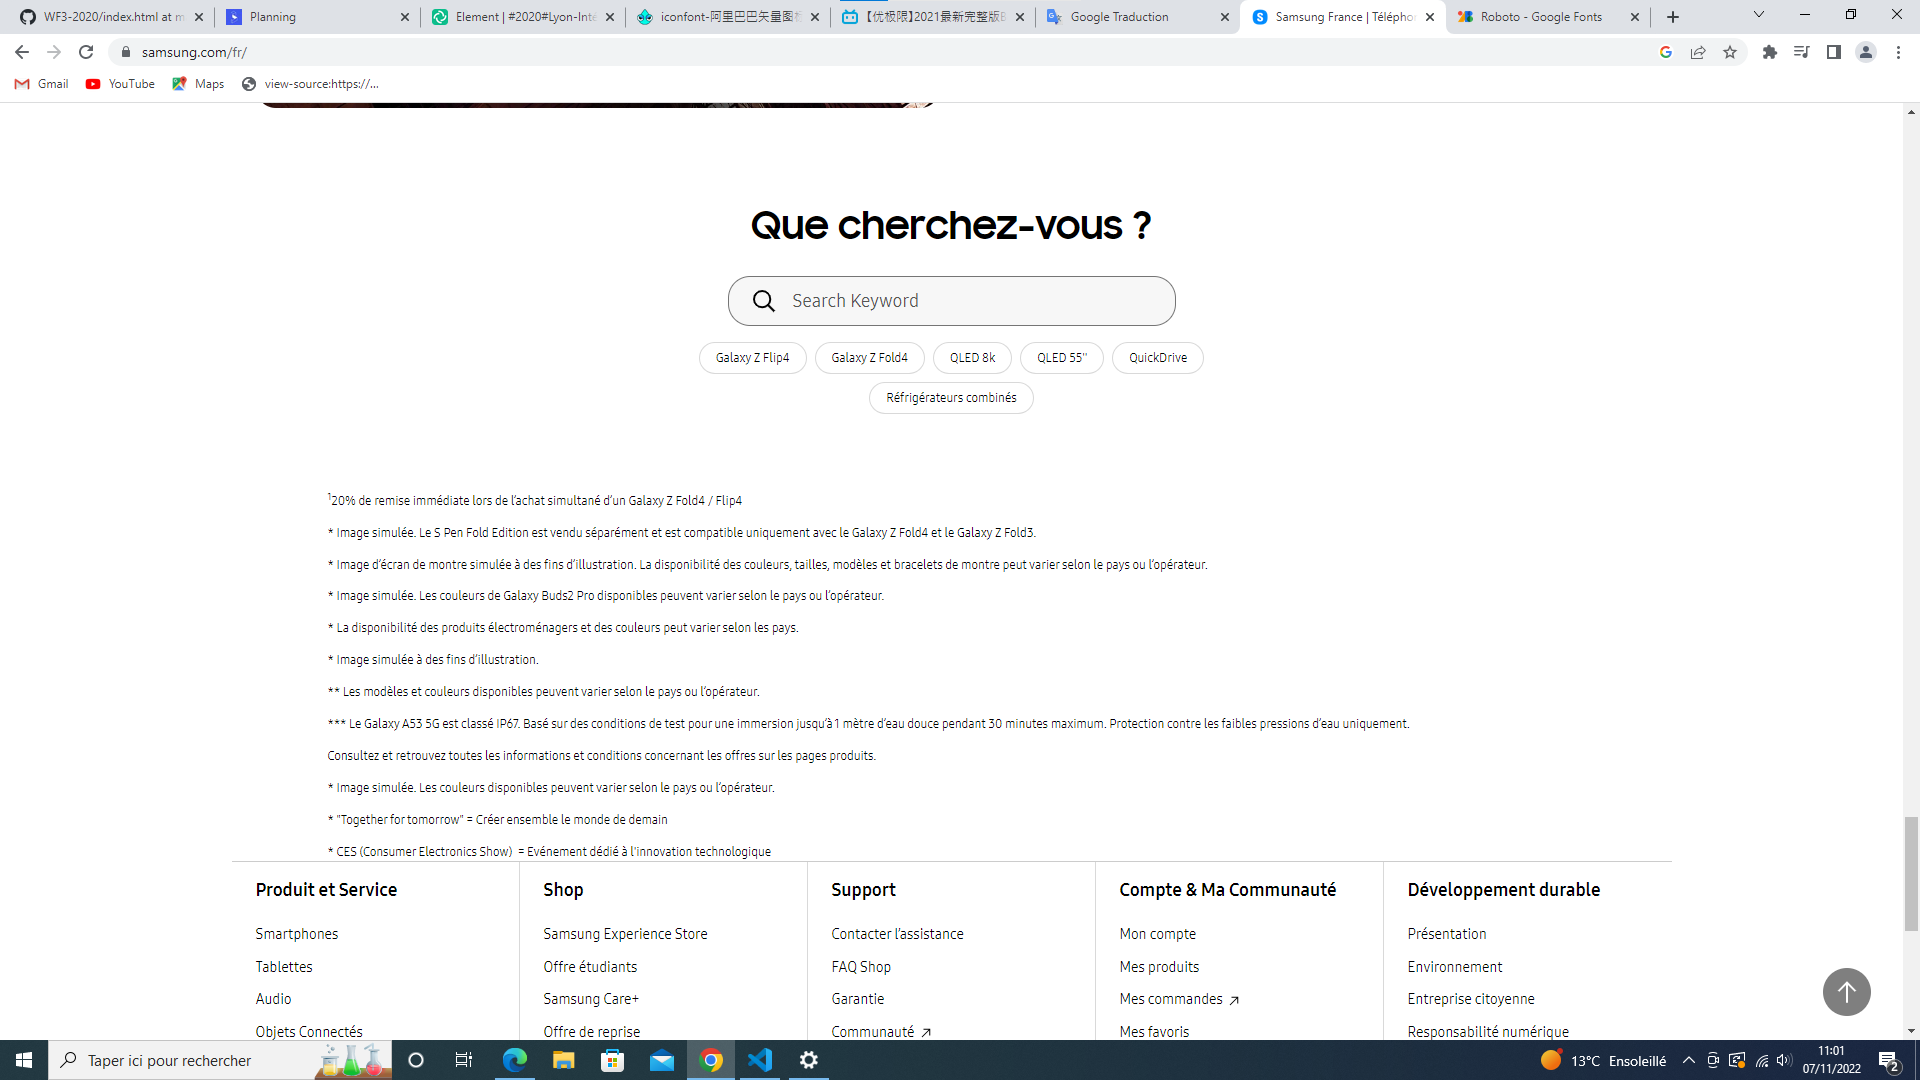 WF3-2020/index.html at m
Planning
Element | #2020#Lyon-Inte
iconfont-阿里巴巴矢量图标
【优极限】2021最新完整版B
Google Traduction
Samsung France | Télépho
Roboto - Google Fonts
samsung.com/fr/
Gmail
YouTube
Maps
view-source:https://...
Que cherchez-vous ?
Search Keyword
Galaxy Z Flip4
Galaxy Z Fold4
QLED 8k
QLED 55"
QuickDrive
Réfrigérateurs combinés
¹20% de remise immédiate lors de l’achat simultané d’un Galaxy Z Fold4 / Flip4
* Image simulée. Le S Pen Fold Edition est vendu séparément et est compatible uniquement avec le Galaxy Z Fold4 et le Galaxy Z Fold3.
* Image d’écran de montre simulée à des fins d’illustration. La disponibilité des couleurs, tailles, modèles et bracelets de montre peut varier selon le pays ou l’opérateur.
* Image simulée. Les couleurs de Galaxy Buds2 Pro disponibles peuvent varier selon le pays ou l’opérateur.
* La disponibilité des produits électroménagers et des couleurs peut varier selon les pays.
* Image simulée à des fins d’illustration.
** Les modèles et couleurs disponibles peuvent varier selon le pays ou l’opérateur.
*** Le Galaxy A53 5G est classé IP67. Basé sur des conditions de test pour une immersion jusqu’à 1 mètre d’eau douce pendant 30 minutes maximum. Protection contre les faibles pressions d’eau uniquement.
Consultez et retrouvez toutes les informations et conditions concernant les offres sur les pages produits.
* Image simulée. Les couleurs disponibles peuvent varier selon le pays ou l’opérateur.
* "Together for tomorrow" = Créer ensemble le monde de demain
* CES (Consumer Electronics Show) = Evénement dédié à l'innovation technologique
Produit et Service
Smartphones
Tablettes
Audio
Objets Connectés
Shop
Samsung Experience Store
Offre étudiants
Samsung Care+
Offre de reprise
Support
Contacter l’assistance
FAQ Shop
Garantie
Communauté
Compte & Ma Communauté
Mon compte
Mes produits
Mes commandes
Mes favoris
Développement durable
Présentation
Environnement
Entreprise citoyenne
Responsabilité numérique
Taper ici pour rechercher
13°C Ensoleillé
11:01
07/11/2022
2